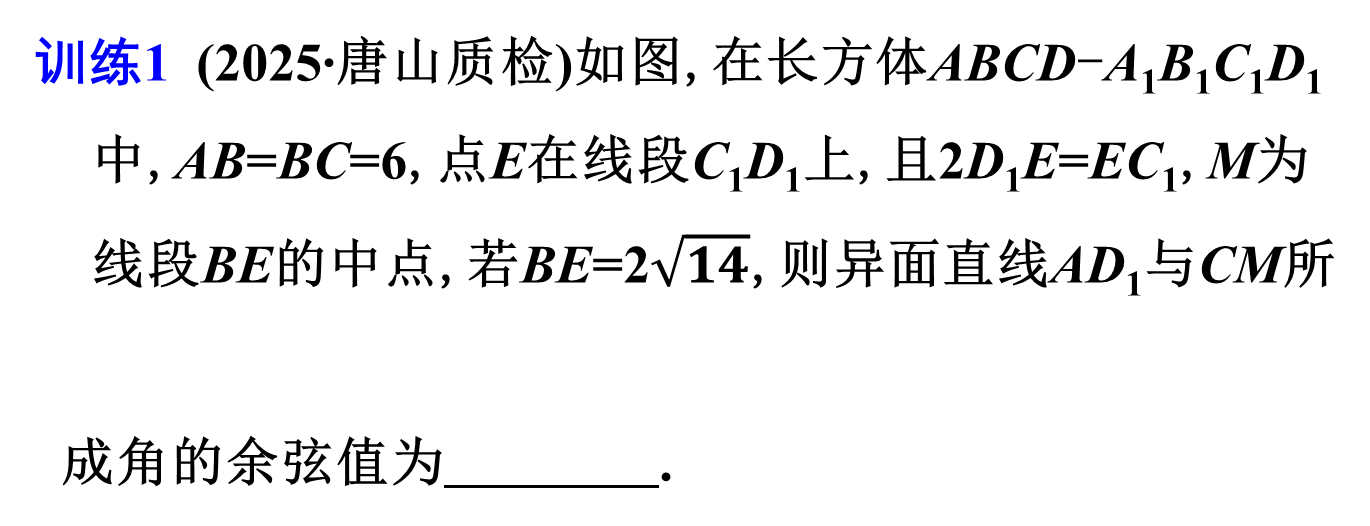 训练1 (2025·唐山质检)如图,在长方体ABCD-A₁B₁C₁D₁
中,AB=BC=6,点E在线段C₁D₁上,且2D₁E=EC₁,M为
线段BE的中点,若BE=2√14,则异面直线AD₁与CM所
成角的余弦值为________.